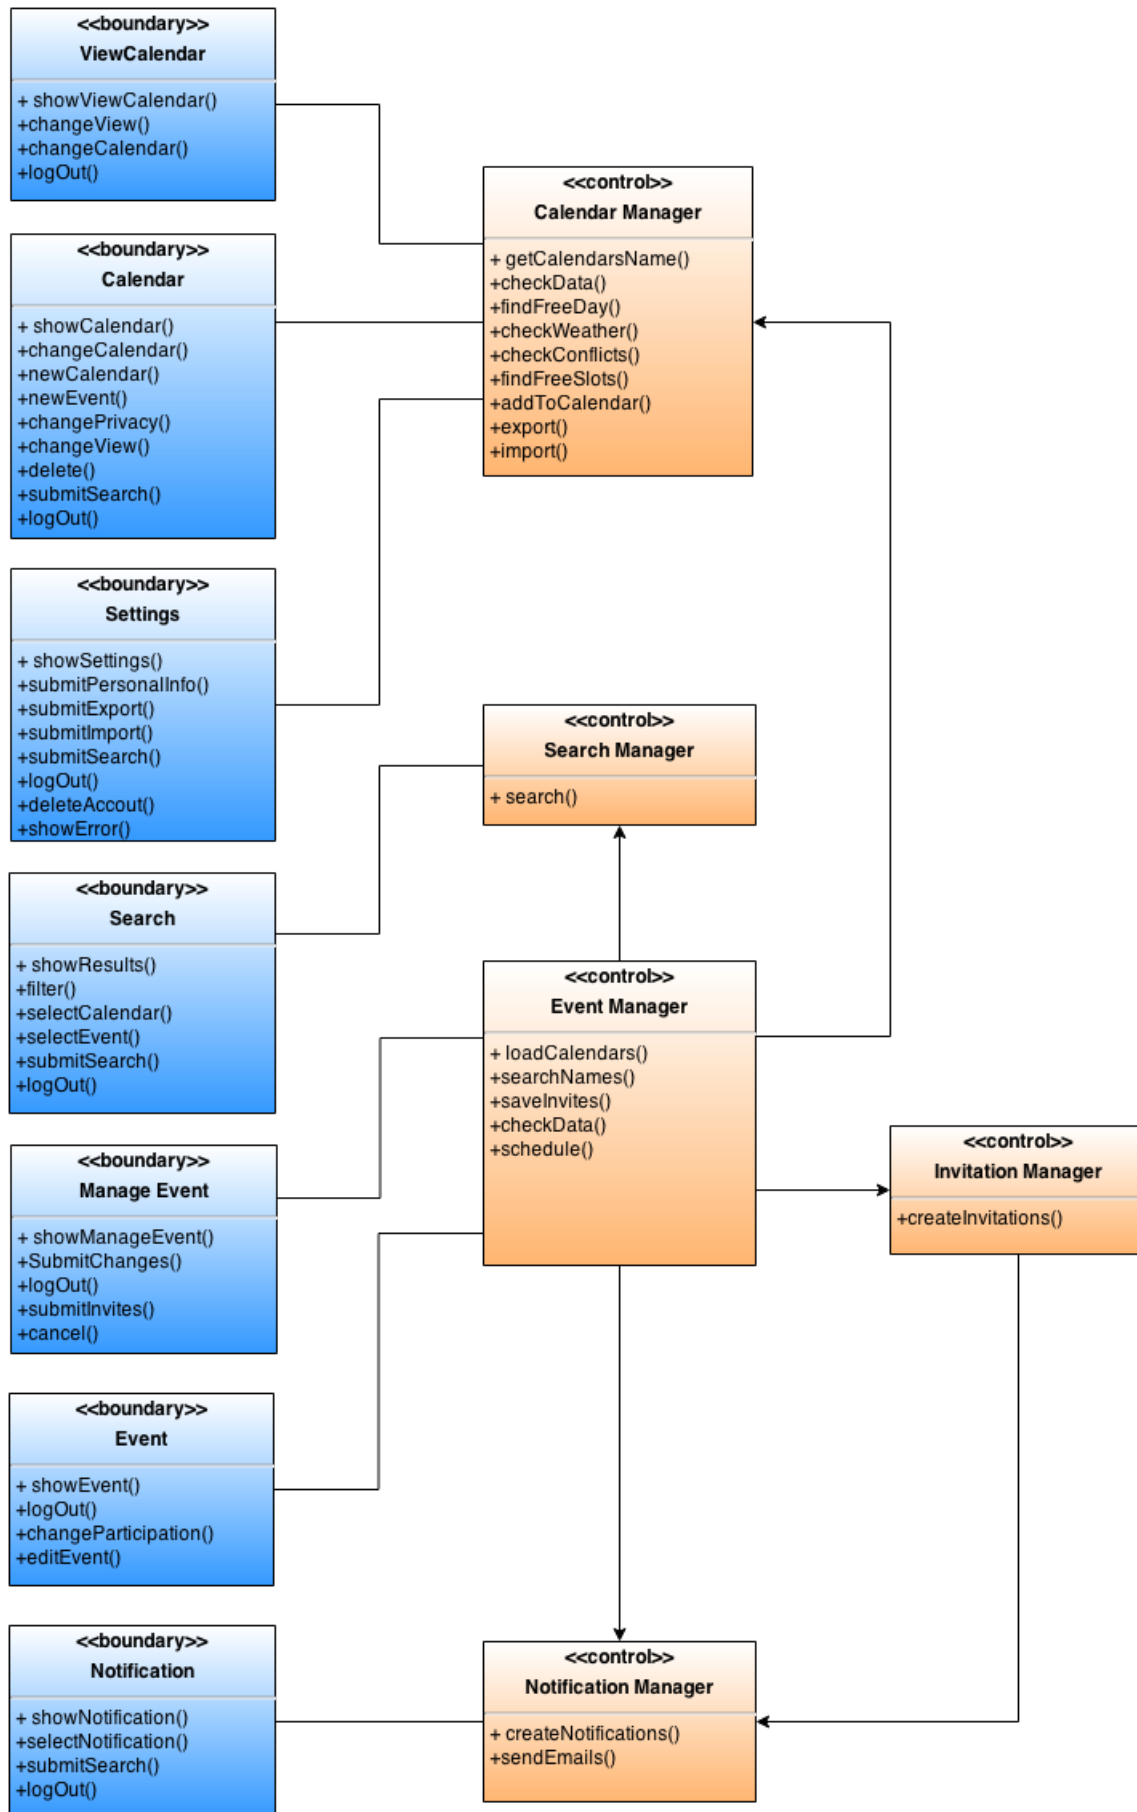 <<boundary>>
ViewCalendar
+ showViewCalendar()
+changeView()
+changeCalendar()
+logOut()
<<boundary>>
Calendar
+ showCalendar()
+changeCalendar()
+newCalendar()
+newEvent()
+changePrivacy()
+changeView()
+delete()
+submitSearch()
+logOut()
<<boundary>>
Settings
+ showSettings()
+submitPersonalInfo()
+submitExport()
+submitImport()
+submitSearch()
+logOut()
+deleteAccout()
+showError()
<<boundary>>
Search
+ showResults()
+filter()
+selectCalendar()
+selectEvent()
+submitSearch()
+logOut()
<<boundary>>
Manage Event
+ showManageEvent()
+SubmitChanges()
+logOut()
+submitInvites()
+cancel()
<<boundary>>
Event
+ showEvent()
+logOut()
+changeParticipation()
+editEvent()
<<boundary>>
Notification
+ showNotification()
+selectNotification()
+submitSearch()
+logOut()
<<control>>
Calendar Manager
+ getCalendarsName()
+checkData()
+findFreeDay()
+checkWeather()
+checkConflicts()
+findFreeSlots()
+addToCalendar()
+export()
+import()
<<control>>
Search Manager
+ search()
<<control>>
Event Manager
+ loadCalendars()
+searchNames()
+saveInvites()
+checkData()
+schedule()
<<control>>
Invitation Manager
+createInvitations()
<<control>>
Notification Manager
+ createNotifications()
+sendEmails()